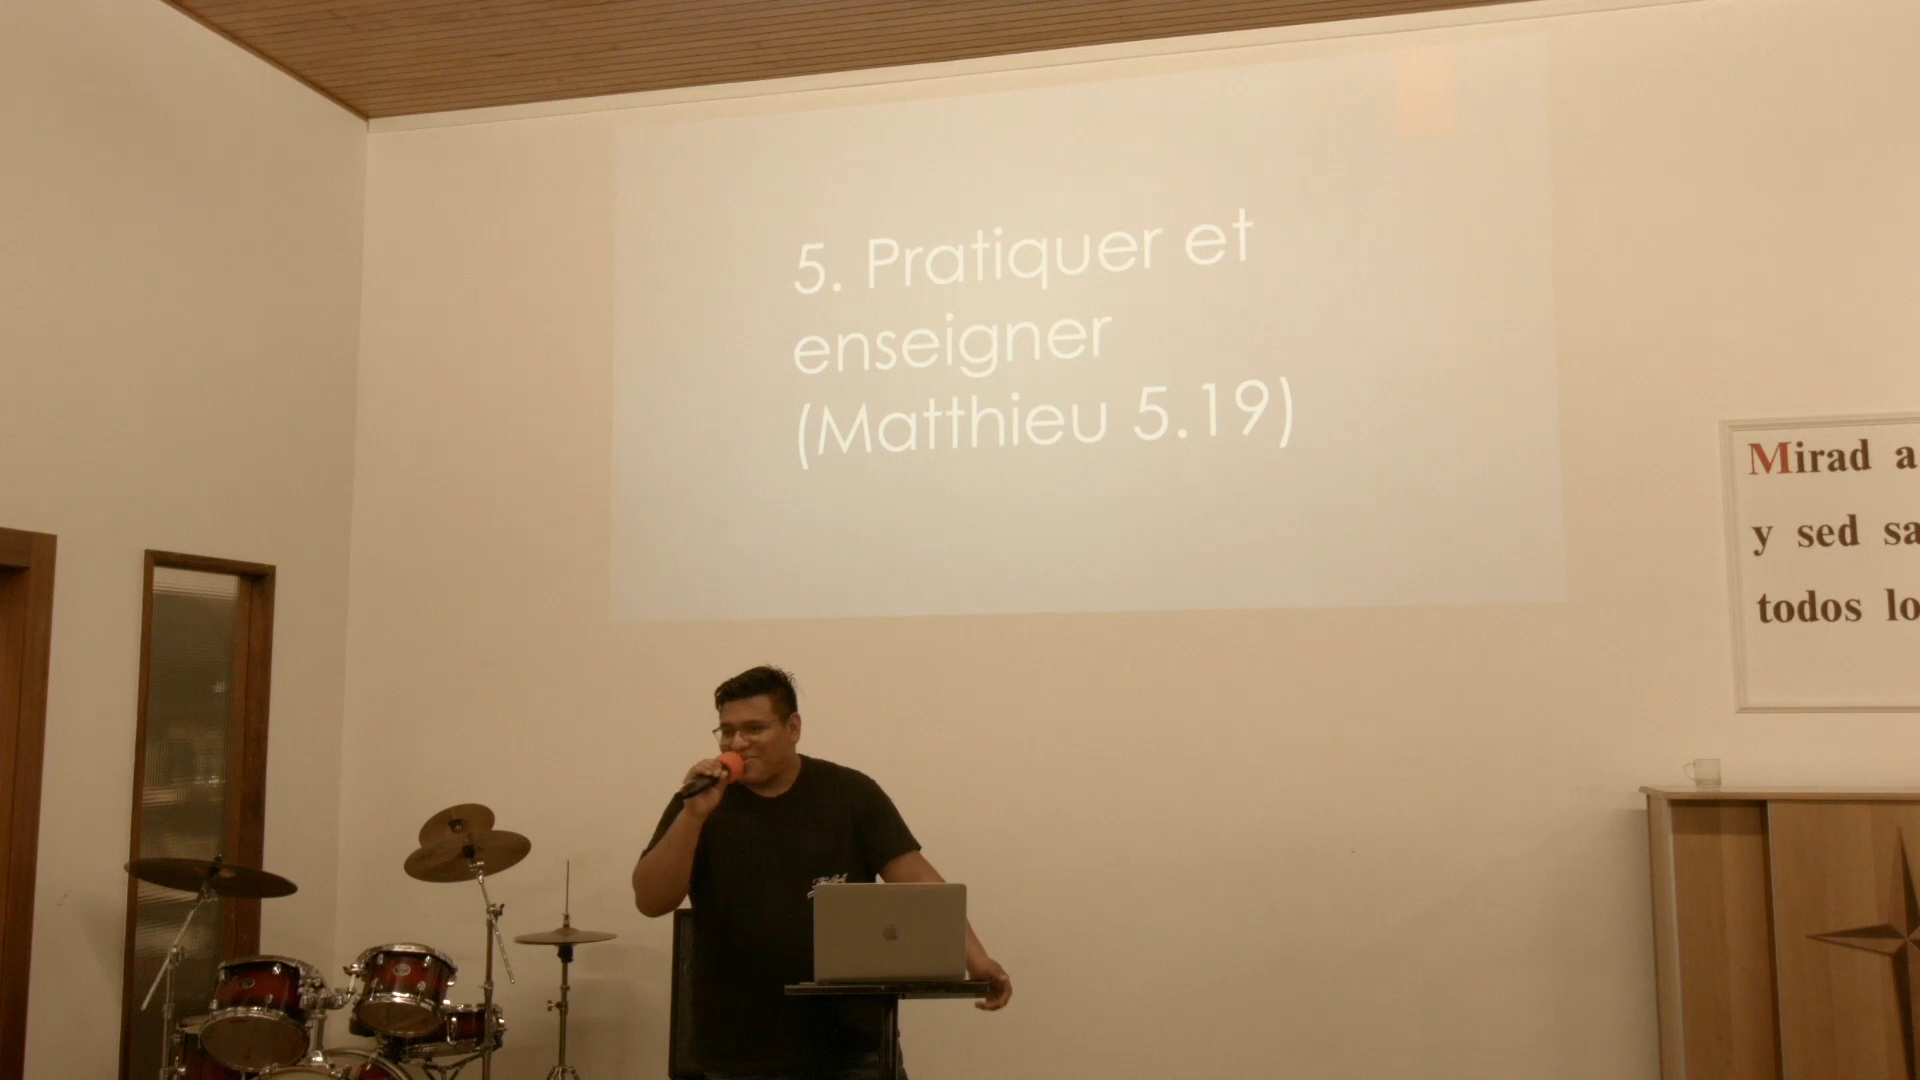 5. Pratiquer et
enseigner
(Matthieu 5.19)
Mirad a
y sed sa
todos lo